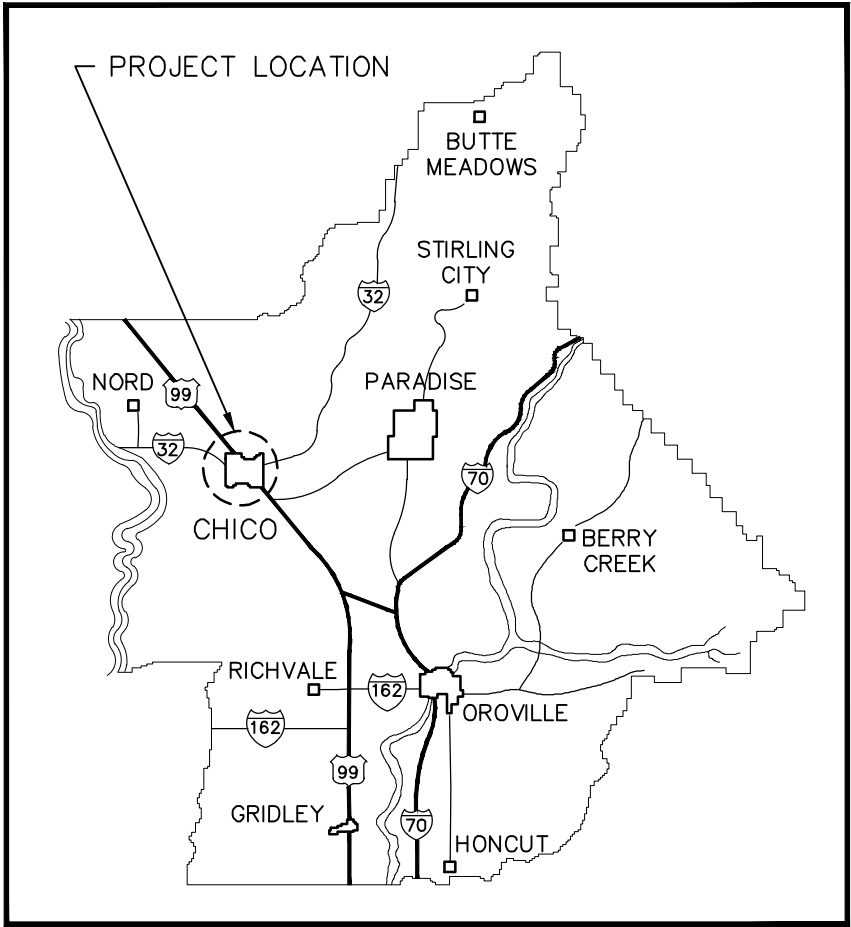 PROJECT LOCATION
BUTTE
MEADOWS
STIRLING
CITY
32
NORD
99
PARADISE
32
70
CHICO
BERRY
CREEK
RICHVALE
162
OROVILLE
162
99
GRIDLEY
70
HONCUT